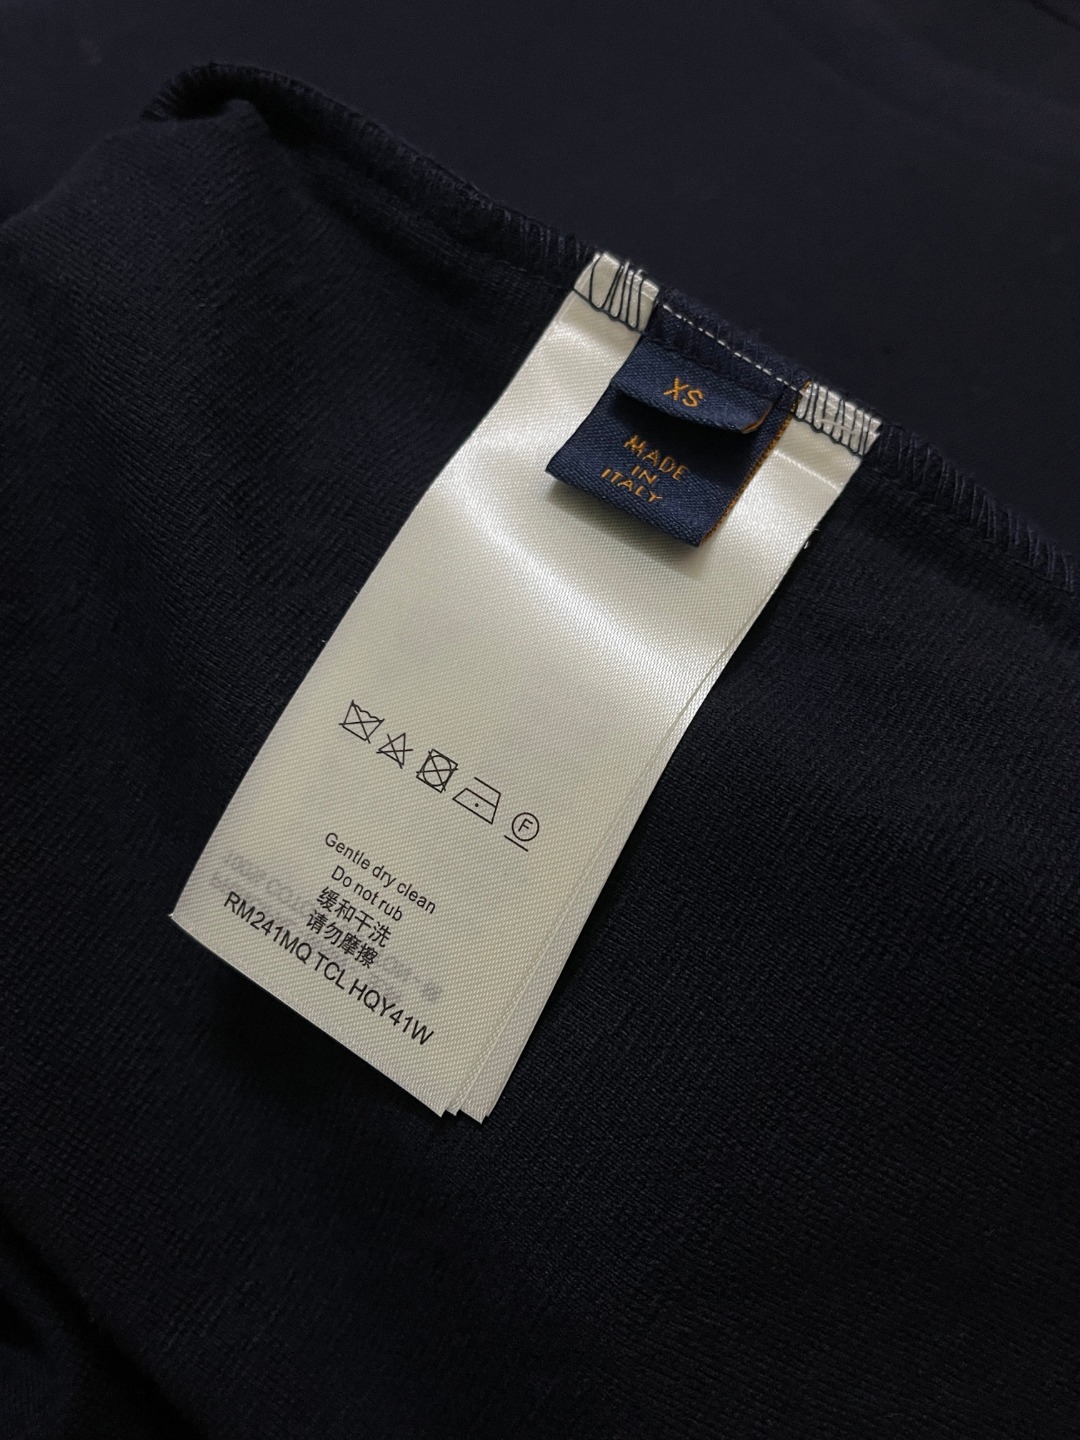 XS
MADE
IN
ITALY
F
Gentle dry clean
Do not rub
缓和干洗
请勿摩擦
RM241MQ TCL HQY41W